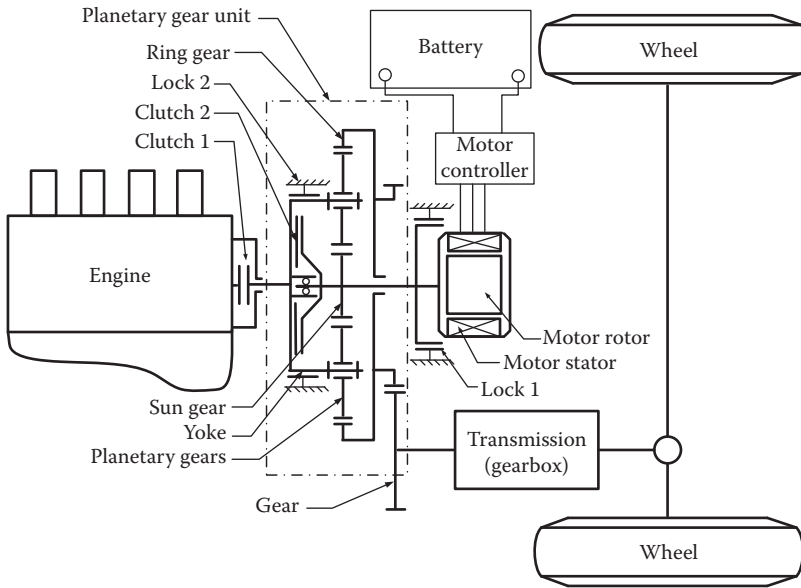 Planetary gear unit
Ring gear
Lock 2
Clutch 2
Clutch 1
Battery
Wheel
Motor
controller
Engine
Motor rotor
Motor stator
Lock 1
Sun gear
Yoke
Planetary gears
Gear
Transmission
(gearbox)
Wheel